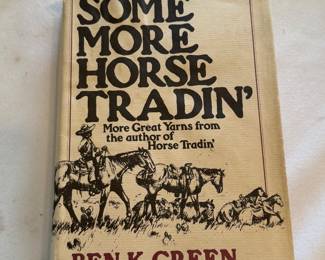 SOME
MORE
HORSE
TRADIN'
More Great Yarns from
the author of
Horse Tradin'
BEN K. GREEN